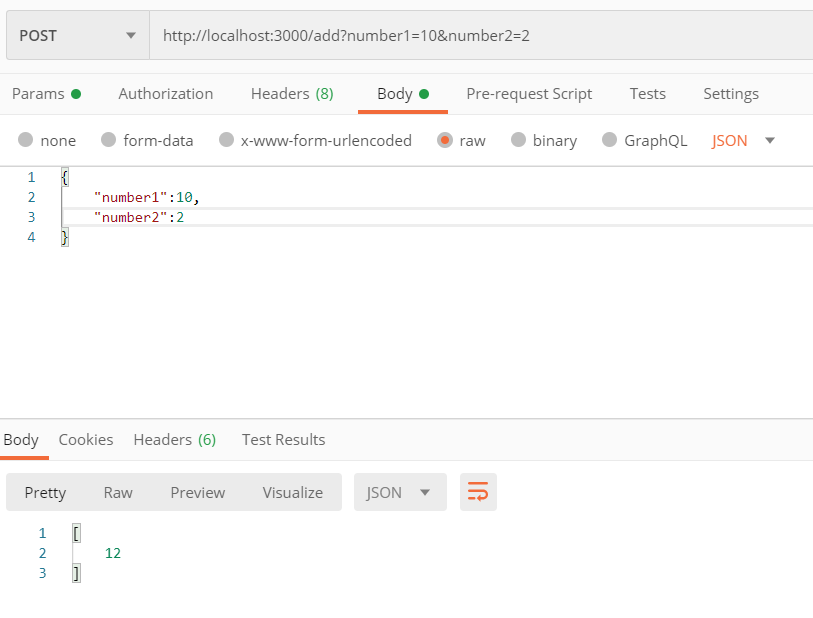 POST http://localhost:3000/add?number1=10&number2=2
Params Authorization Headers (8) Body Pre-request Script Tests Settings
none form-data x-www-form-urlencoded raw binary GraphQL JSON
1 {
2 "number1":10,
3 "number2":2
4 }
Body Cookies Headers (6) Test Results
Pretty Raw Preview Visualize JSON
1 [
2 12
3 ]